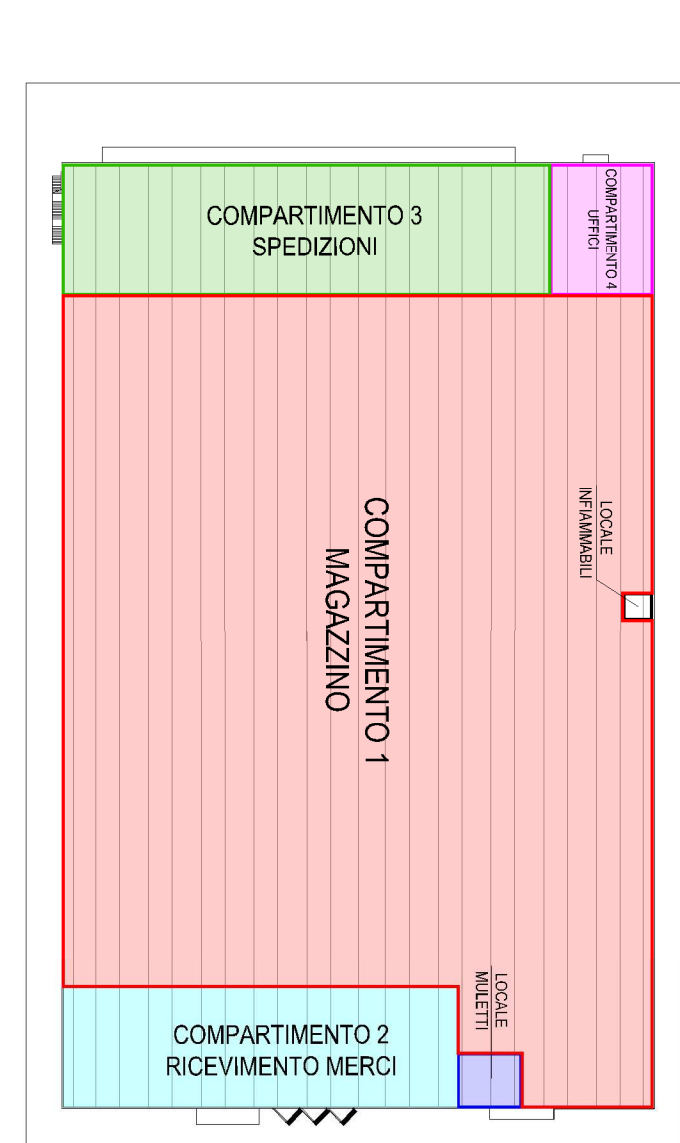 COMPARTIMENTO 3
SPEDIZIONI
COMPARTIMENTO 4
UFFICI
LOCALE
INFIAMMABILI
COMPARTIMENTO 1
MAGAZZINO
LOCALE
MULETTI
COMPARTIMENTO 2
RICEVIMENTO MERCI